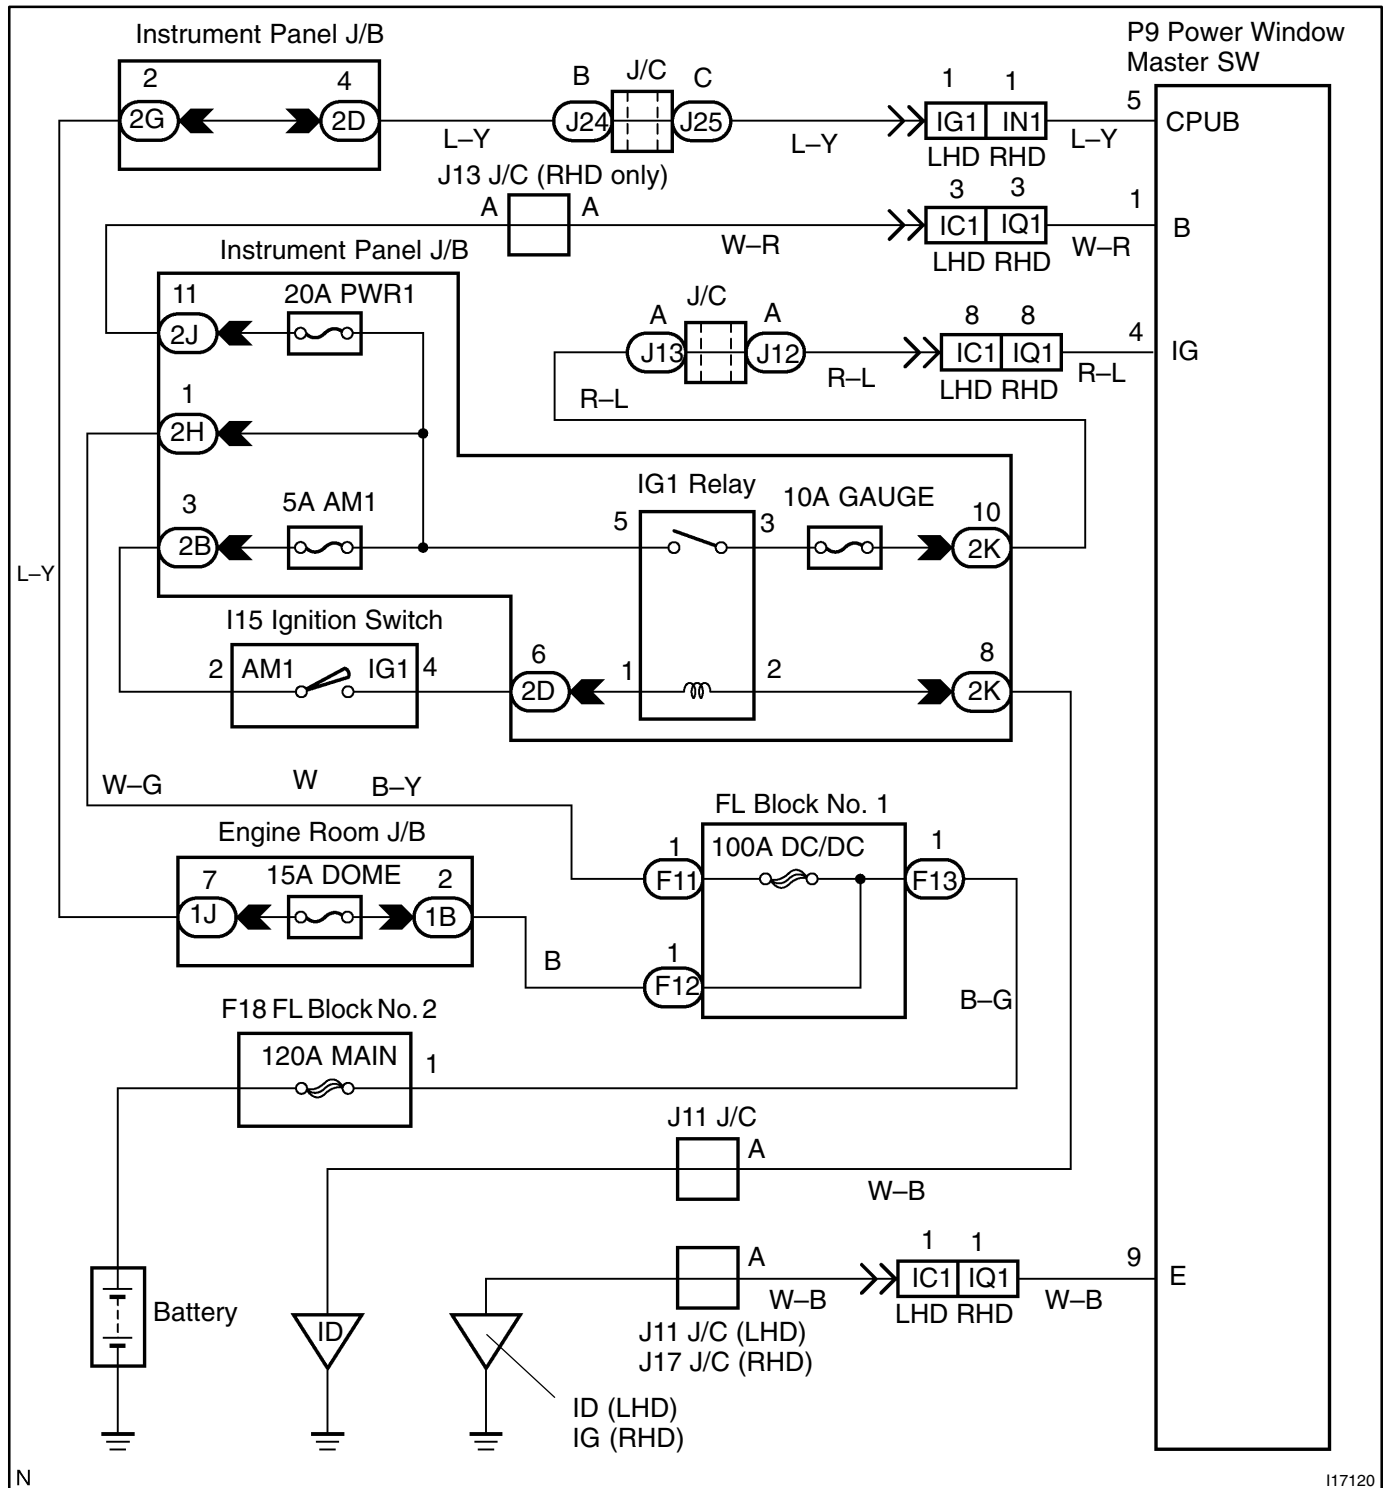 Instrument Panel J/B
P9 Power Window
Master SW
2
4
B
J/C
C
1
1
5
2G
2D
J24
J25
IG1
IN1
CPUB
L–Y
L–Y
L–Y
LHD RHD
J13 J/C (RHD only)
A
A
3
3
1
IC1
IQ1
B
W–R
W–R
LHD RHD
Instrument Panel J/B
11
20A PWR1
J/C
A
A
8
8
4
2J
J13
J12
IC1
IQ1
IG
R–L
R–L
R–L
LHD RHD
1
2H
IG1 Relay
3
5A AM1
5
3
10A GAUGE
10
2B
2K
L–Y
I15 Ignition Switch
2
AM1
IG1
4
6
1
2
8
2D
2K
W–G
W
B–Y
FL Block No. 1
Engine Room J/B
1
100A DC/DC
1
7
15A DOME
2
F11
F13
1J
1B
B
1
F12
B–G
F18 FL Block No. 2
120A MAIN
1
J11 J/C
A
W–B
1
1
9
A
IC1
IQ1
E
W–B
W–B
LHD RHD
Battery
ID
J11 J/C (LHD)
J17 J/C (RHD)
ID (LHD)
IG (RHD)
N
I17120